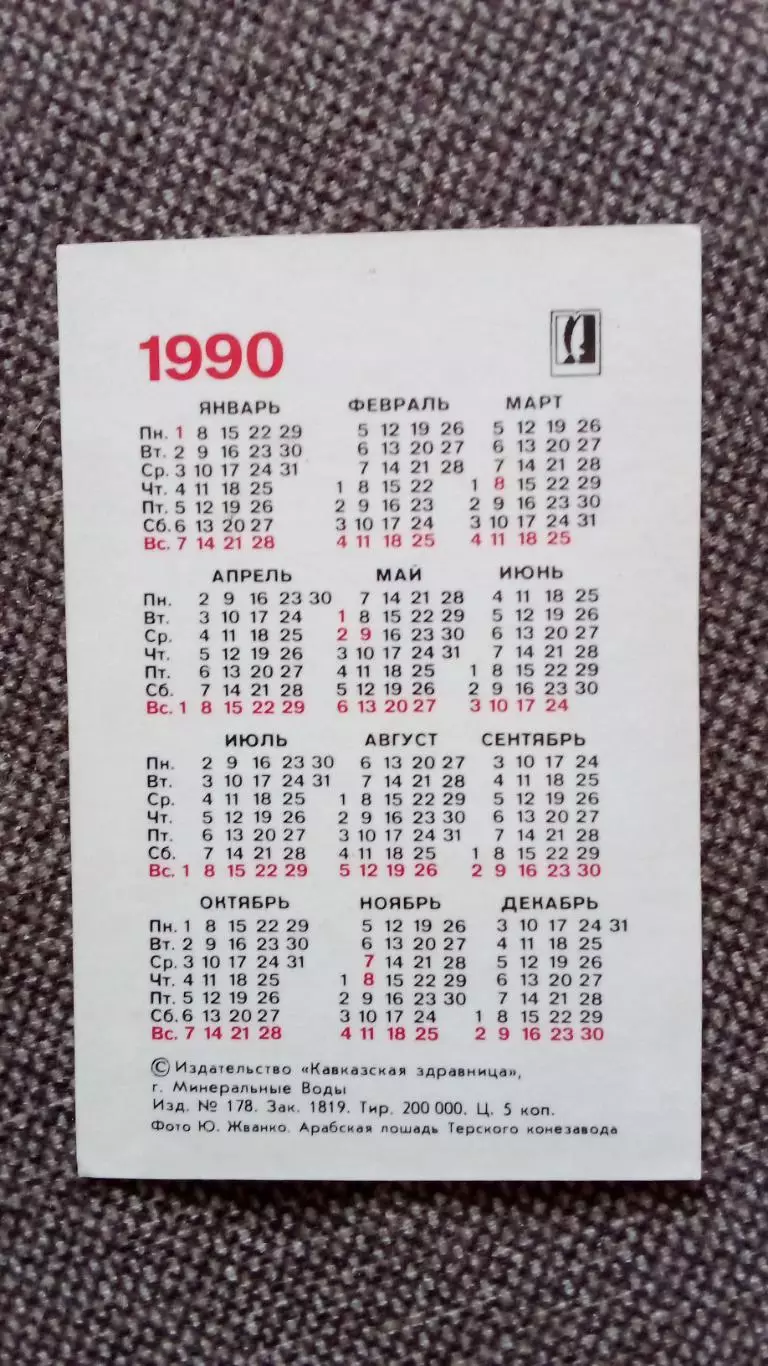 1990
ЯНВАРЬ ФЕВРАЛЬ МАРТ
Пн. 1 8 15 22 29 5 12 19 26 5 12 19 26
Вт. 2 9 16 23 30 6 13 20 27 6 13 20 27
Ср. 3 10 17 24 31 7 14 21 28 7 14 21 28
Чт. 4 11 18 25 1 8 15 22 1 8 15 22 29
Пт. 5 12 19 26 2 9 16 23 2 9 16 23 30
Сб. 6 13 20 27 3 10 17 24 3 10 17 24 31
Вс. 7 14 21 28 4 11 18 25 4 11 18 25
АПРЕЛЬ МАЙ ИЮНЬ
Пн. 2 9 16 23 30 7 14 21 28 4 11 18 25
Вт. 3 10 17 24 1 8 15 22 29 5 12 19 26
Ср. 4 11 18 25 2 9 16 23 30 6 13 20 27
Чт. 5 12 19 26 3 10 17 24 31 7 14 21 28
Пт. 6 13 20 27 4 11 18 25 1 8 15 22 29
Сб. 7 14 21 28 5 12 19 26 2 9 16 23 30
Вс. 1 8 15 22 29 6 13 20 27 3 10 17 24
ИЮЛЬ АВГУСТ СЕНТЯБРЬ
Пн. 2 9 16 23 30 6 13 20 27 3 10 17 24
Вт. 3 10 17 24 31 7 14 21 28 4 11 18 25
Ср. 4 11 18 25 1 8 15 22 29 5 12 19 26
Чт. 5 12 19 26 2 9 16 23 30 6 13 20 27
Пт. 6 13 20 27 3 10 17 24 31 7 14 21 28
Сб. 7 14 21 28 4 11 18 25 1 8 15 22 29
Вс. 1 8 15 22 29 5 12 19 26 2 9 16 23 30
ОКТЯБРЬ НОЯБРЬ ДЕКАБРЬ
Пн. 1 8 15 22 29 5 12 19 26 3 10 17 24 31
Вт. 2 9 16 23 30 6 13 20 27 4 11 18 25
Ср. 3 10 17 24 31 7 14 21 28 5 12 19 26
Чт. 4 11 18 25 1 8 15 22 29 6 13 20 27
Пт. 5 12 19 26 2 9 16 23 30 7 14 21 28
Сб. 6 13 20 27 3 10 17 24 1 8 15 22 29
Вс. 7 14 21 28 4 11 18 25 2 9 16 23 30
© Издательство «Кавказская здравница»,
г. Минеральные Воды
Изд. № 178. Зак. 1819. Тир. 200 000. Ц. 5 коп.
Фото Ю. Жванко. Арабская лошадь Терского конезавода